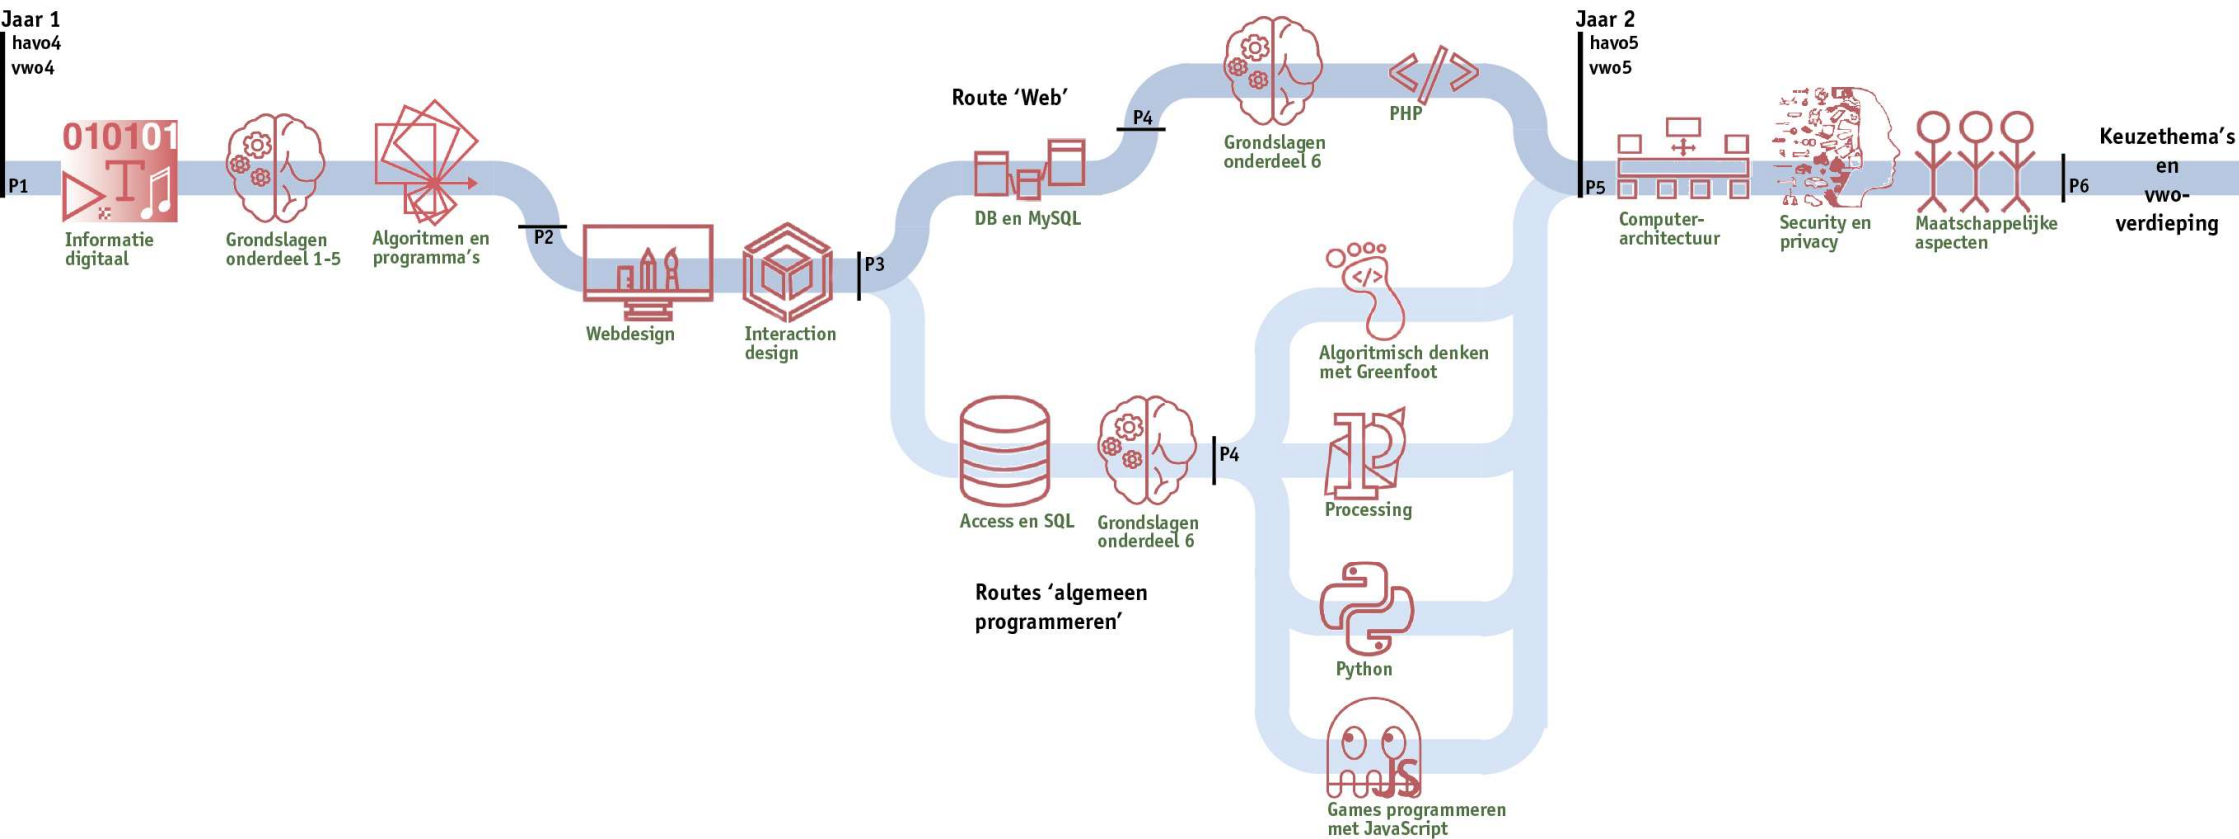 Jaar 1
havo4
vwo4
P1
010101
T
Informatie
digitaal
Grondslagen
onderdeel 1-5
Algoritmen en
programma's
P2
Webdesign
Interaction
design
P3
Route ‘Web’
DB en MySQL
P4
Grondslagen
onderdeel 6
</>
PHP
Access en SQL
Grondslagen
onderdeel 6
Routes ‘algemeen
programmeren’
P4
</>
Algoritmisch denken
met Greenfoot
Processing
Python
JS
Games programmeren
met JavaScript
Jaar 2
havo5
vwo5
P5
Computer-
architectuur
Security en
privacy
Maatschappelijke
aspecten
P6
Keuzethema's
en
vwo-
verdieping